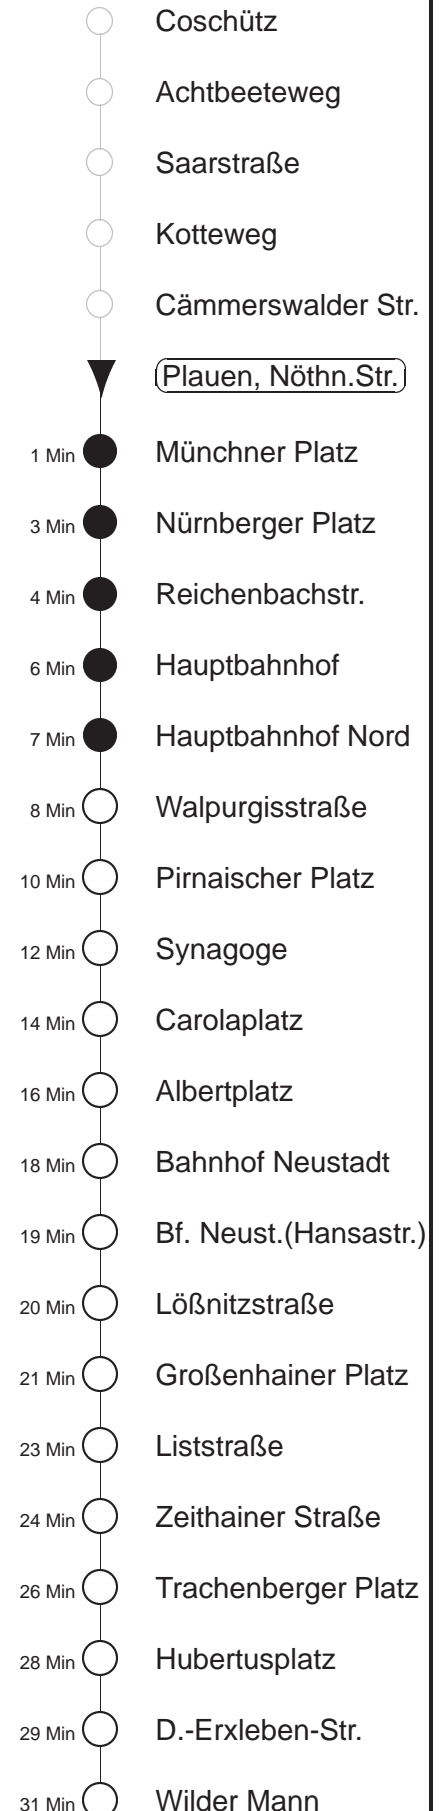 Coschütz
Achtbeeteweg
Saarstraße
Kotteweg
Cämmerswalder Str.
Plauen, Nöthn.Str.
1 Min Münchner Platz
3 Min Nürnberger Platz
4 Min Reichenbachstr.
6 Min Hauptbahnhof
7 Min Hauptbahnhof Nord
8 Min Walpurgisstraße
10 Min Pirnaischer Platz
12 Min Synagoge
14 Min Carolaplatz
16 Min Albertplatz
18 Min Bahnhof Neustadt
19 Min Bf. Neust.(Hansastr.)
20 Min Lößnitzstraße
21 Min Großenhainer Platz
23 Min Liststraße
24 Min Zeithainer Straße
26 Min Trachenberger Platz
28 Min Hubertusplatz
29 Min D.-Erxleben-Str.
31 Min Wilder Mann